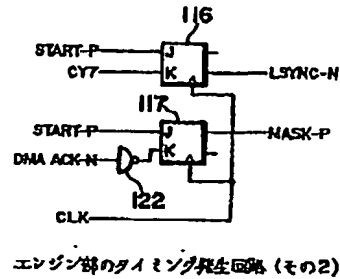 116
START-P
J
CY7
K
LSYNC-N
117
START-P
J
MASK-P
K
DMA ACK-N
122
CLK
エンジン部のタイミング発生回路(その2)